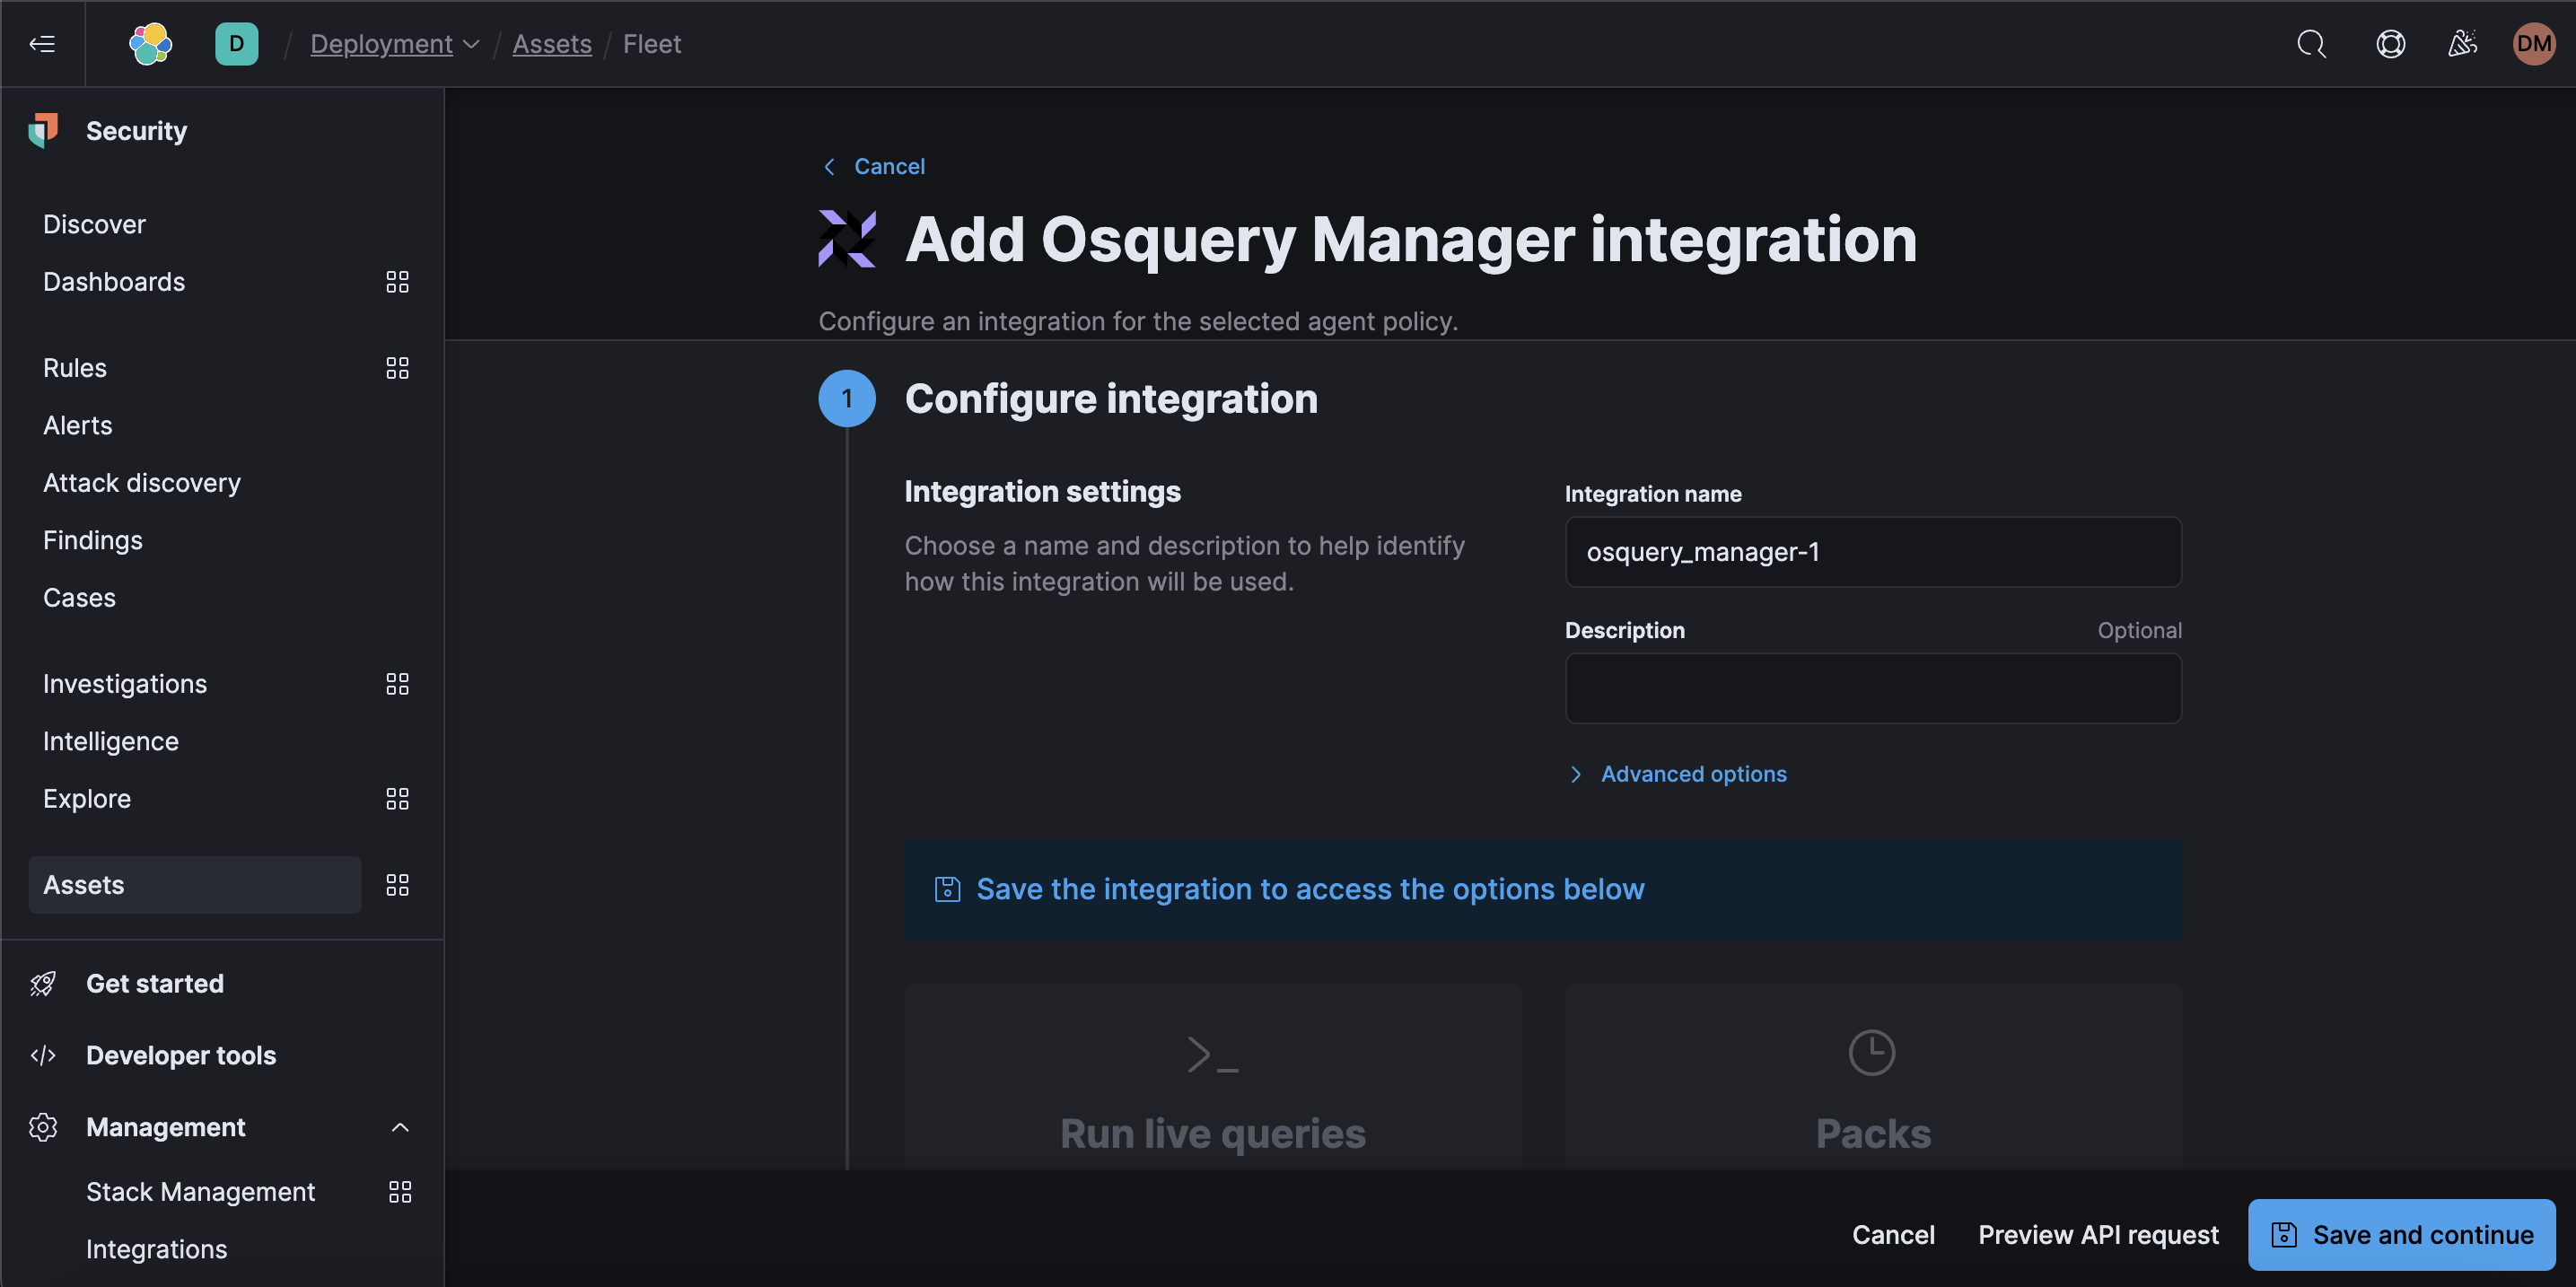 D / Deployment / Assets / Fleet
DM
Security
Discover
Dashboards
Rules
Alerts
Attack discovery
Findings
Cases
Investigations
Intelligence
Explore
Assets
Get started
Developer tools
Management
Stack Management
Integrations
Cancel
Add Osquery Manager integration
Configure an integration for the selected agent policy.
1 Configure integration
Integration settings
Choose a name and description to help identify
how this integration will be used.
Integration name
osquery_manager-1
Description Optional
Advanced options
Save the integration to access the options below
Run live queries
Packs
Cancel Preview API request Save and continue